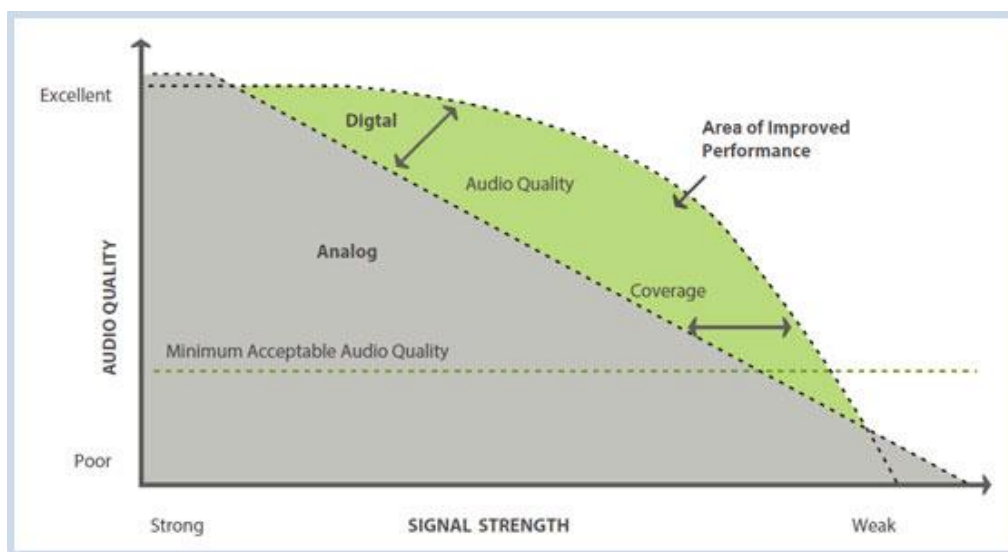 Excellent
Digtal
Area of Improved
Performance
Audio Quality
Analog
Coverage
AUDIO QUALITY
Minimum Acceptable Audio Quality
Poor
Strong
SIGNAL STRENGTH
Weak